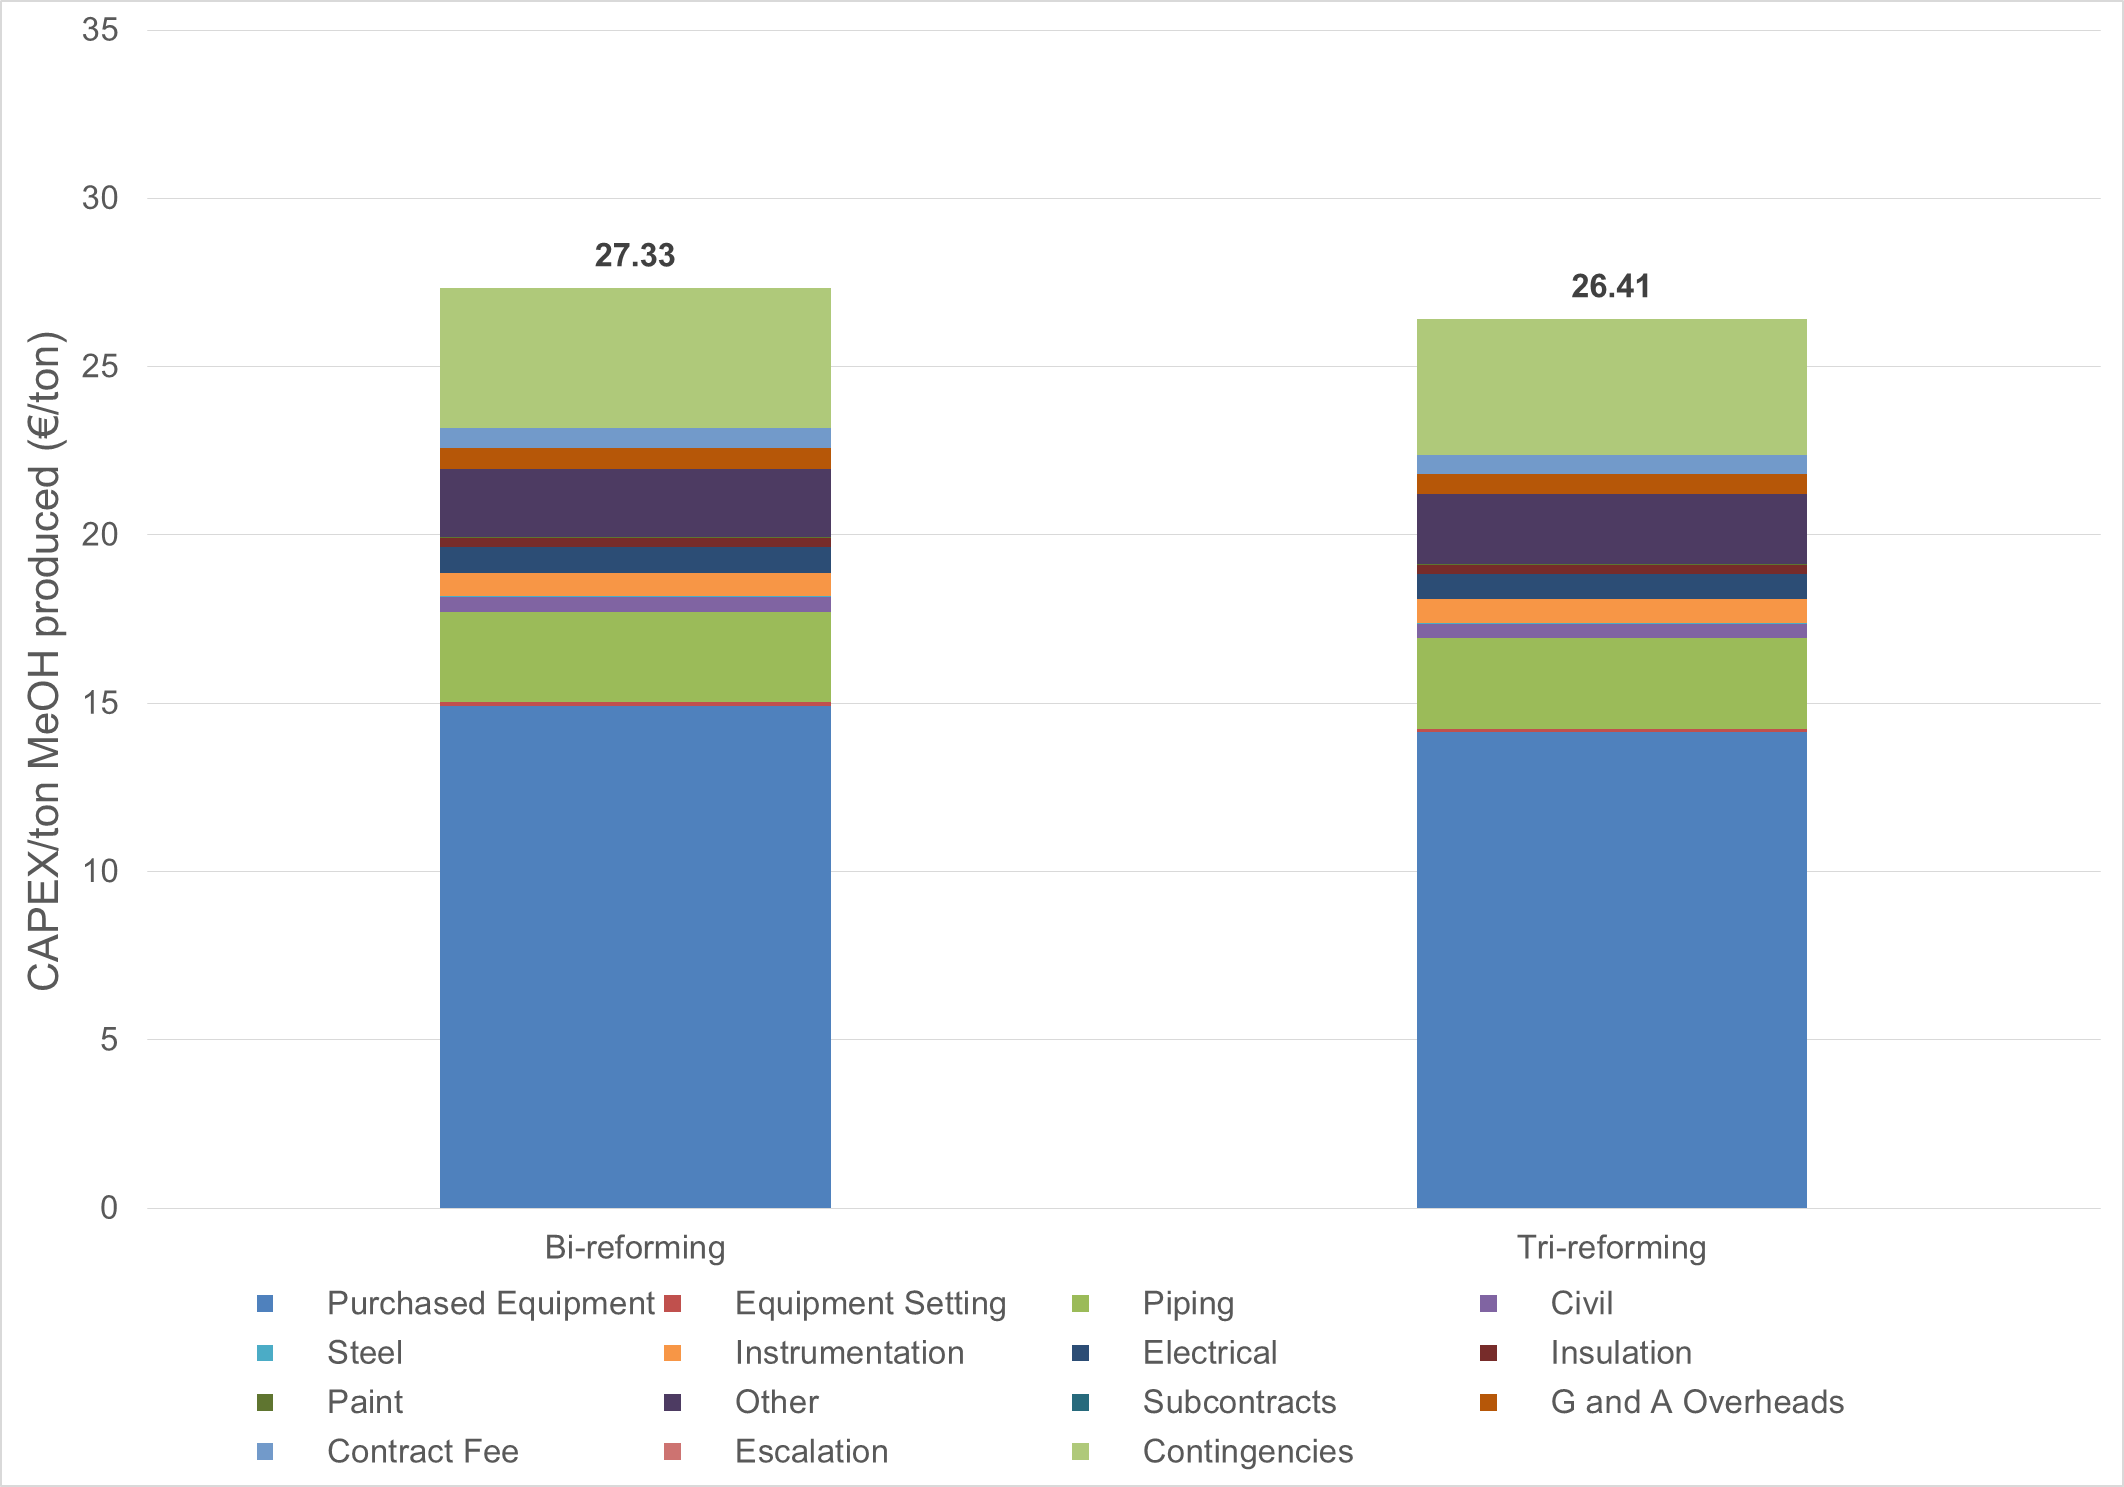 CAPEX/ton MeOH produced (€/ton)
35
30
25
20
15
10
5
0
27.33
26.41
Bi-reforming
Tri-reforming
Purchased Equipment
Equipment Setting
Piping
Civil
Steel
Instrumentation
Electrical
Insulation
Paint
Other
Subcontracts
G and A Overheads
Contract Fee
Escalation
Contingencies